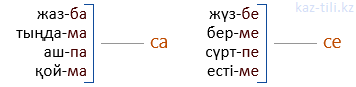 kaz-tili.kz
жаз-ба жүз-бе
тыңда-ма бер-ме
са се
аш-па сүрт-пе
қой-ма есті-ме